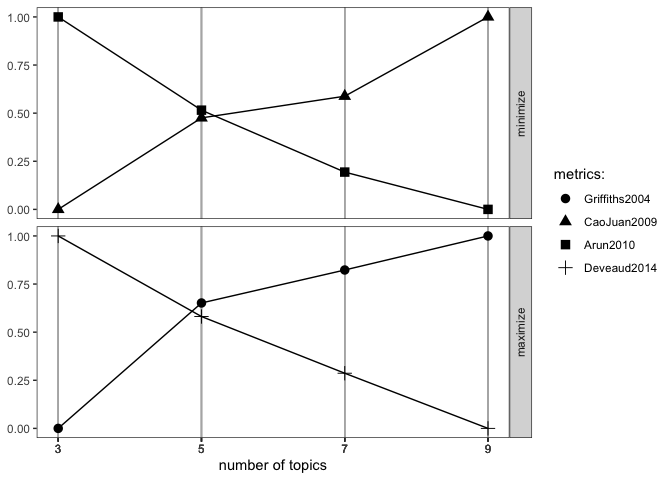 1.00
0.75
0.50
0.25
0.00
minimize
1.00
0.75
0.50
0.25
0.00
maximize
3 5 7 9
number of topics
metrics:
Griffiths2004
CaoJuan2009
Arun2010
Deveaud2014